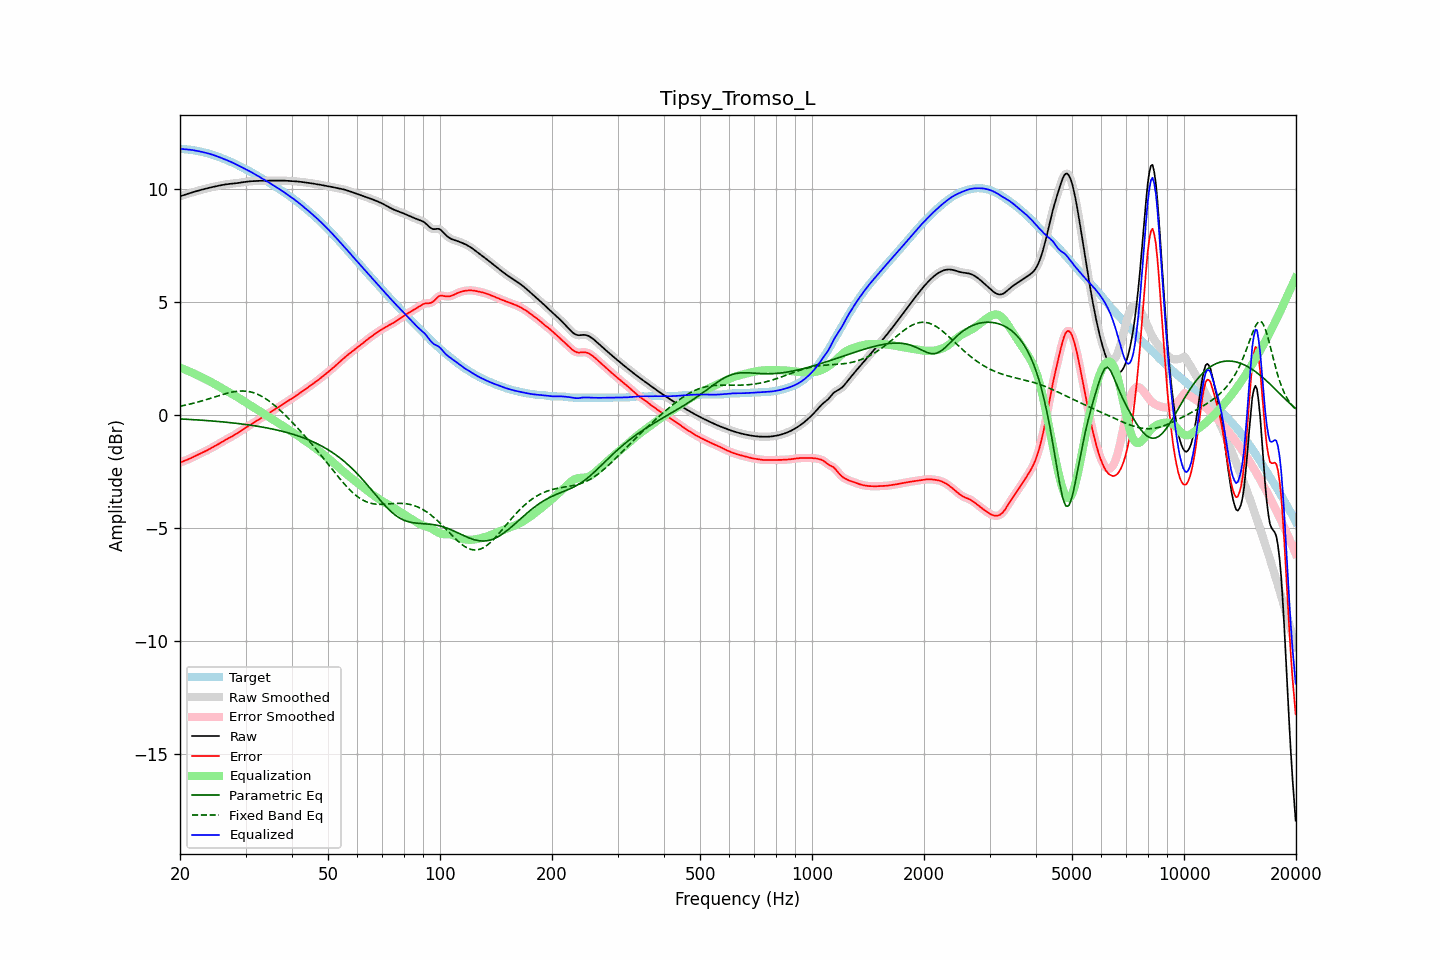 Tipsy_Tromso_L
Amplitude (dBr)
10
5
0
−5
−10
−15
Target
Raw Smoothed
Error Smoothed
Raw
Error
Equalization
Parametric Eq
Fixed Band Eq
Equalized
20 50 100 200 500 1000 2000 5000 10000 20000
Frequency (Hz)